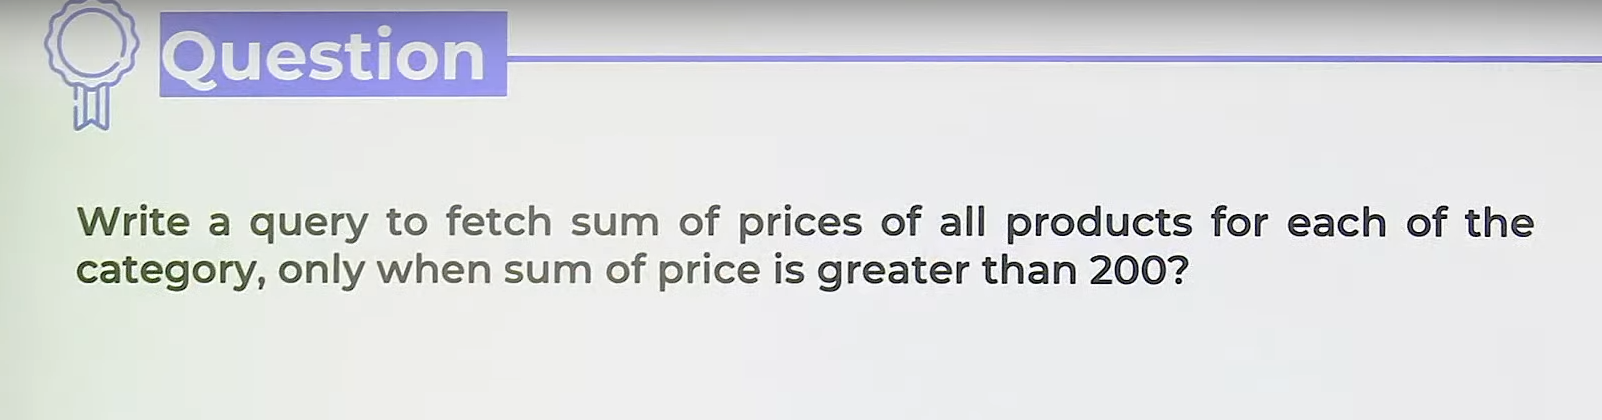 Question
Write a query to fetch sum of prices of all products for each of the
category, only when sum of price is greater than 200?